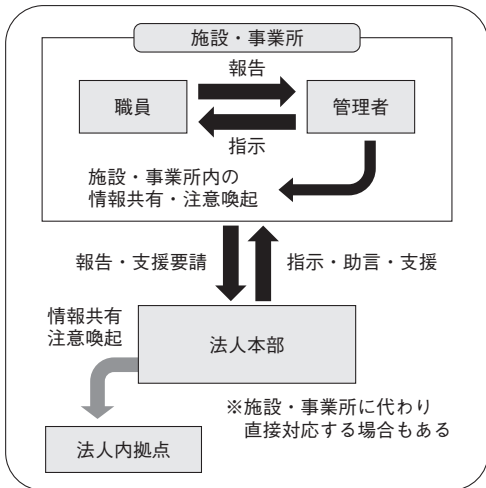 施設・事業所
報告
職員
管理者
指示
施設・事業所内の
情報共有・注意喚起
報告・支援要請
指示・助言・支援
情報共有
注意喚起
法人本部
※施設・事業所に代わり
直接対応する場合もある
法人内拠点